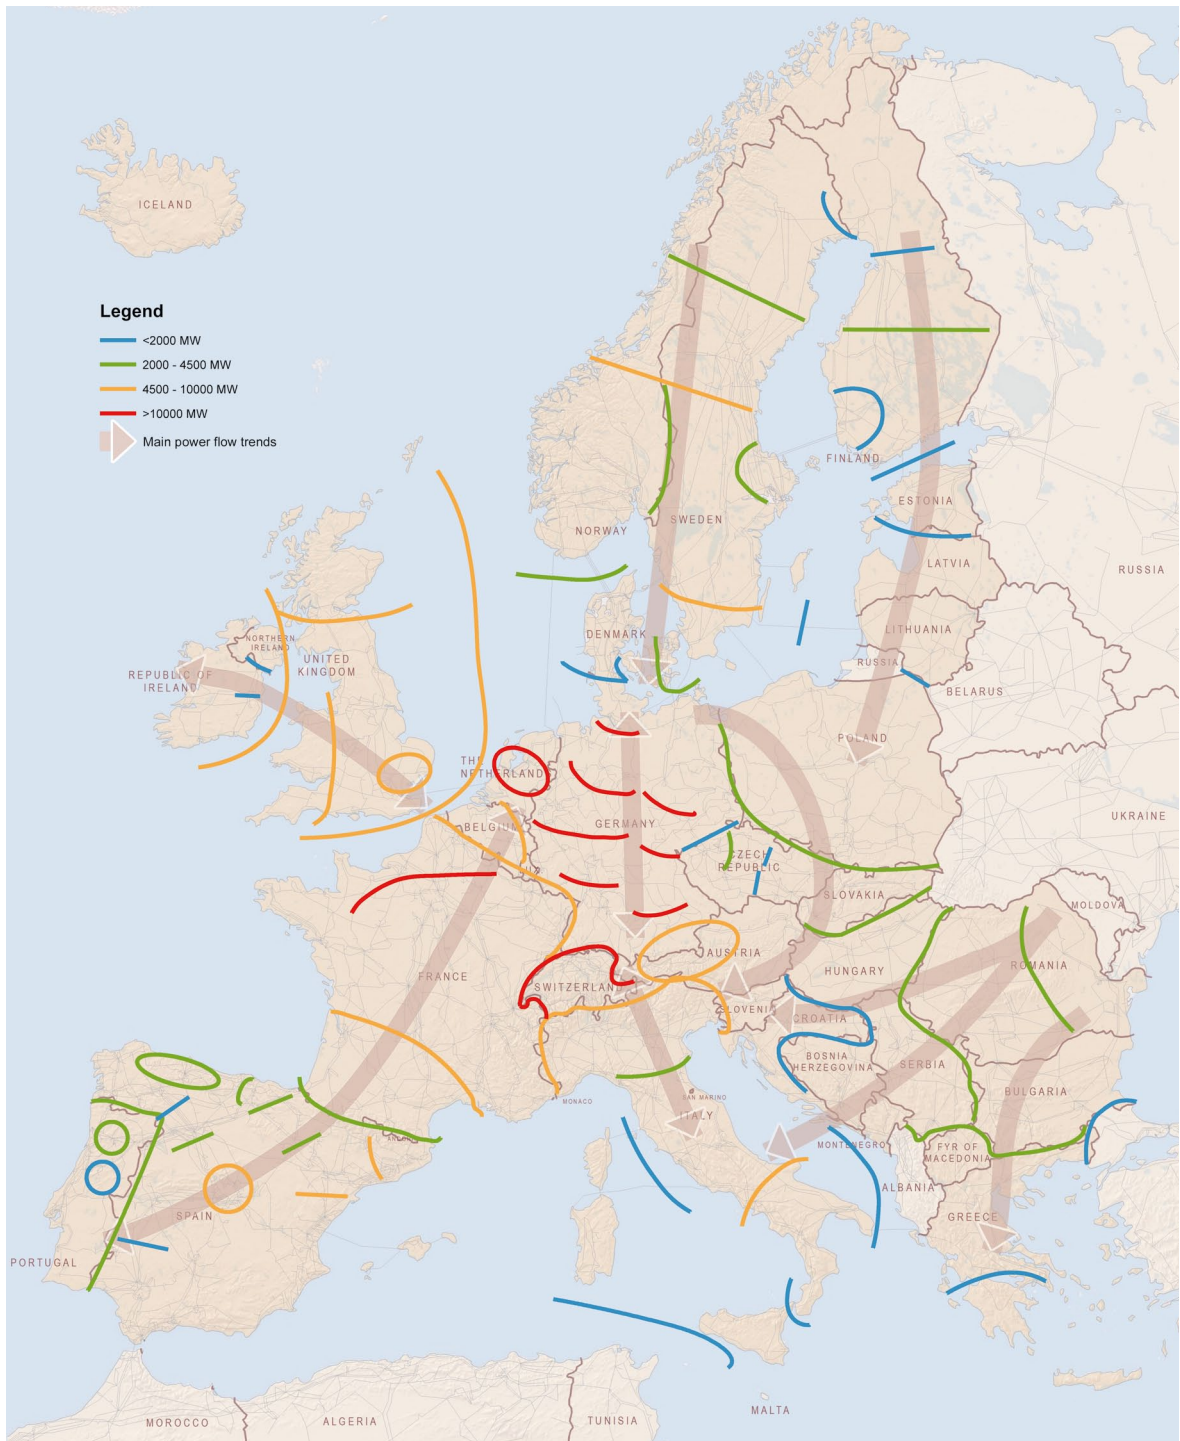 ICELAND
Legend
<2000 MW
2000 - 4500 MW
4500 - 10000 MW
>10000 MW
Main power flow trends
FINLAND
ESTONIA
NORWAY
SWEDEN
LATVIA
RUSSIA
LITHUANIA
DENMARK
NORTHERN
IRELAND
UNITED
KINGDOM
REPUBLIC OF
IRELAND
RUSSIA
BELARUS
POLAND
THE
NETHERLANDS
UKRAINE
BELGIUM
GERMANY
CZECH
REPUBLIC
SLOVAKIA
MOLDOVA
AUSTRIA
FRANCE
SWITZERLAND
HUNGARY
ROMANIA
SLOVENI
CROATIA
BOSNIA
HERZEGOVINA
SERBIA
BULGARIA
MONACO
SAN MARINO
ITALY
MONTENEGRO
FYR OF
MACEDONIA
ALBANIA
SPAIN
GREECE
PORTUGAL
MALTA
MOROCCO
ALGERIA
TUNISIA